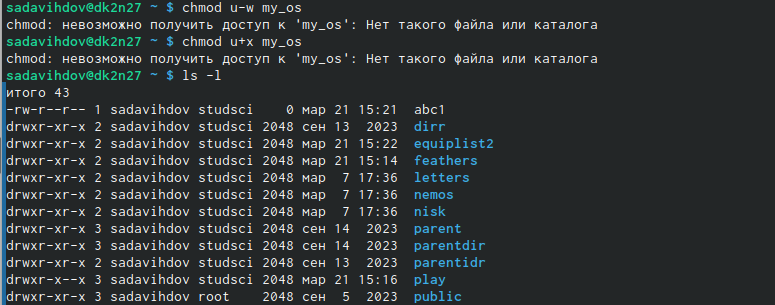 sadavihdov@dk2n27 ~ $ chmod u-w my_os
chmod: невозможно получить доступ к 'my_os': Нет такого файла или каталога
sadavihdov@dk2n27 ~ $ chmod u+x my_os
chmod: невозможно получить доступ к 'my_os': Нет такого файла или каталога
sadavihdov@dk2n27 ~ $ ls -l
итого 43
-rw-r--r-- 1 sadavihdov studsci    0 мар 21 15:21  abc1
drwxr-xr-x 2 sadavihdov studsci 2048 сен 13  2023  dirr
drwxr-xr-x 2 sadavihdov studsci 2048 мар 21 15:22  equiplist2
drwxr-xr-x 2 sadavihdov studsci 2048 мар 21 15:14  feathers
drwxr-xr-x 2 sadavihdov studsci 2048 мар  7 17:36  letters
drwxr-xr-x 2 sadavihdov studsci 2048 мар  7 17:36  nemos
drwxr-xr-x 2 sadavihdov studsci 2048 мар  7 17:36  nisk
drwxr-xr-x 3 sadavihdov studsci 2048 сен 14  2023  parent
drwxr-xr-x 3 sadavihdov studsci 2048 сен 14  2023  parentdir
drwxr-xr-x 2 sadavihdov studsci 2048 сен 13  2023  parentidr
drwxr-x--x 3 sadavihdov studsci 2048 мар 21 15:16  play
drwxr-xr-x 3 sadavihdov root    2048 сен  5  2023  public